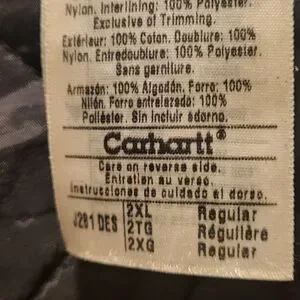 Nylon. Interlining: 100% Polyester.
Exclusive of Trimming.
Extérieur: 100% Coton. Doublure: 100%
Nylon. Entredoublure: 100% Polyester.
Sans garniture.
Armazón: 100% Algodón. Forro: 100%
Nilón. Forro entrelazado: 100%
Poliéster. Sin incluir adorno.
Carhartt®
Care on reverse side.
Entretien au verso.
Instrucciones de cuidado al dorso.
J281 DES
2XL Regular
2TG Régulière
2XG Regular